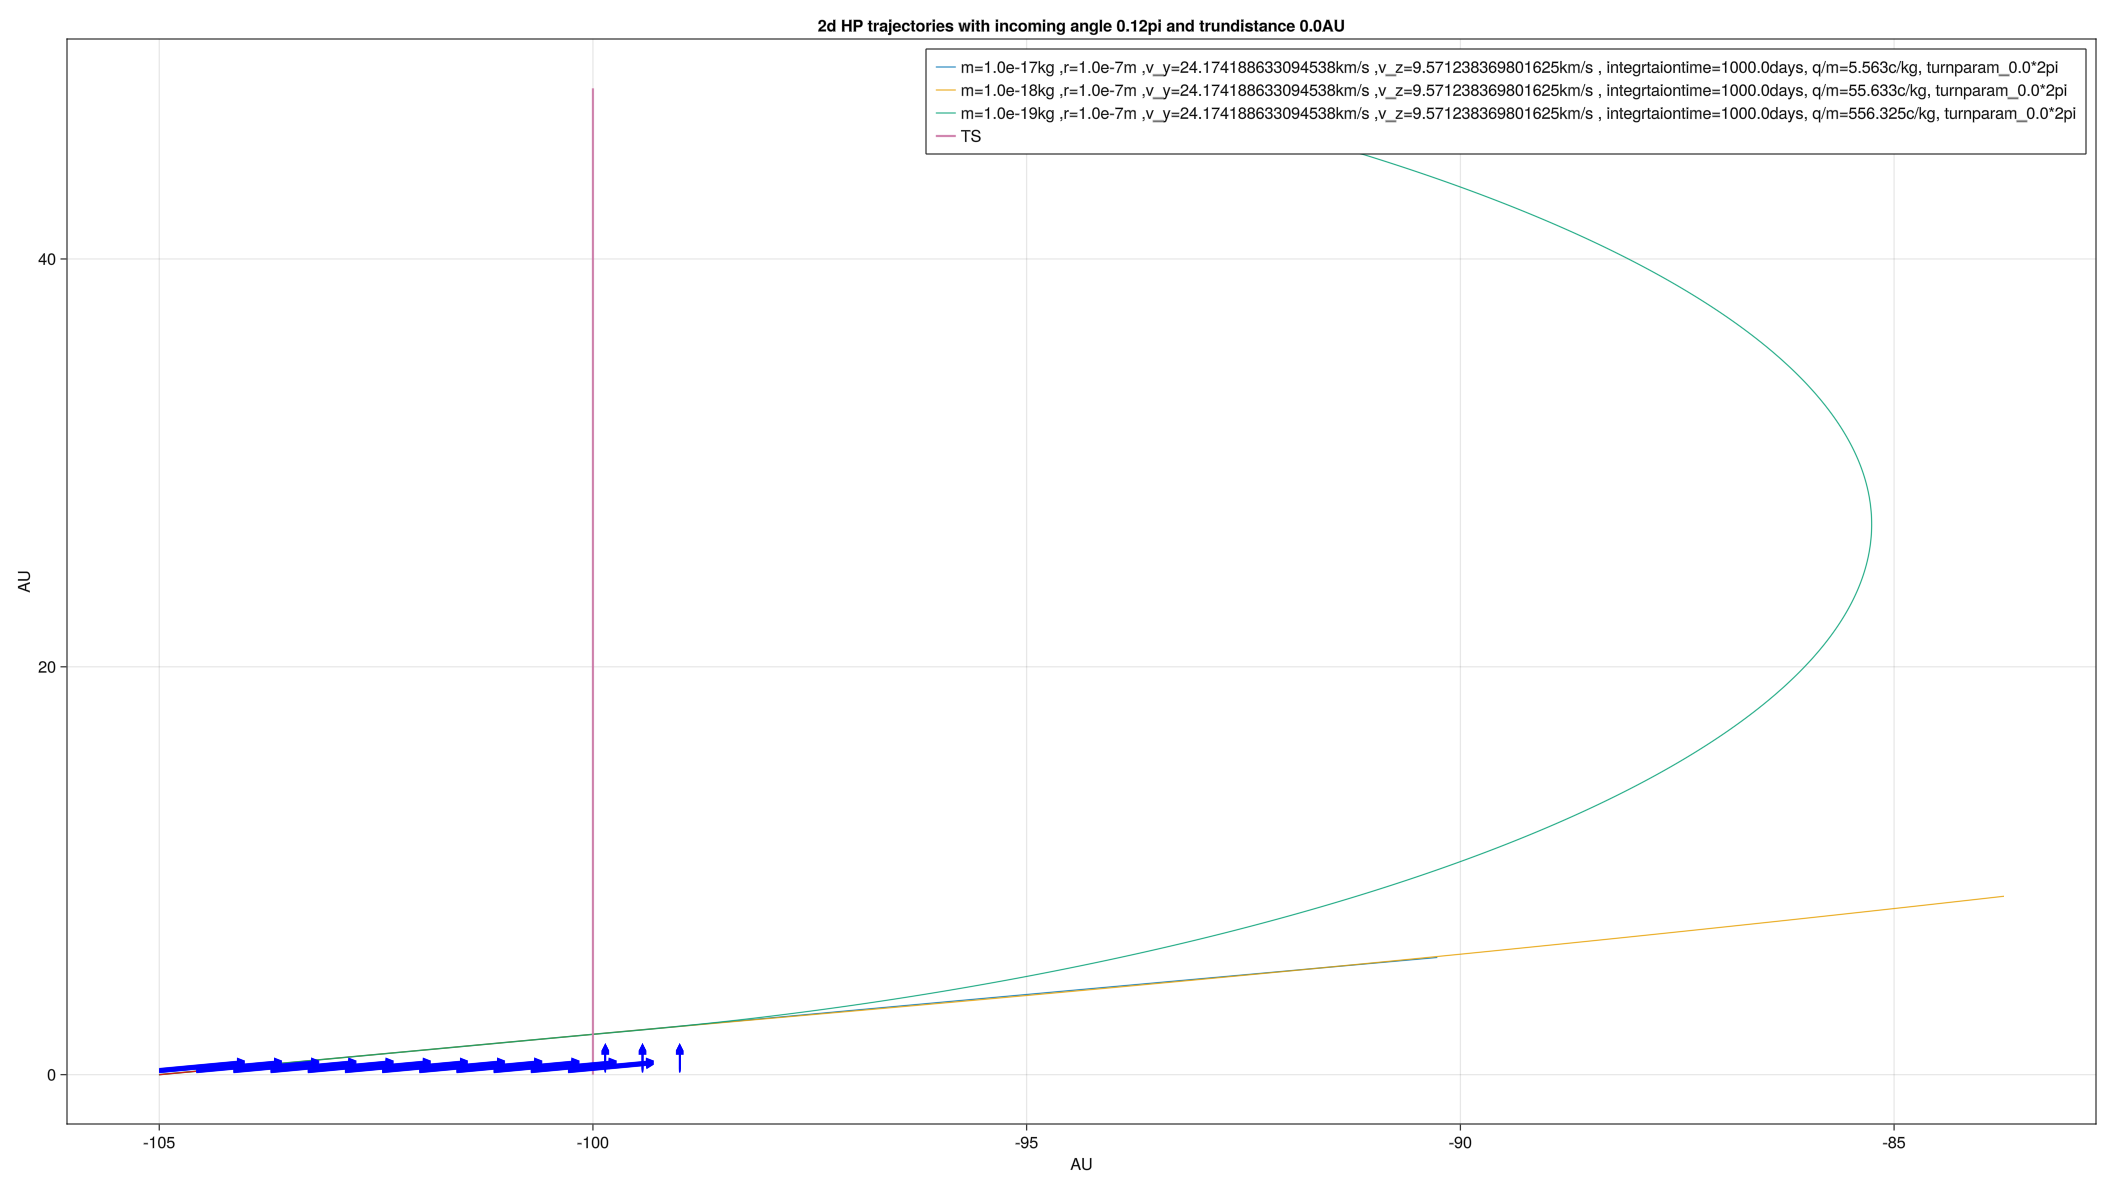 2d HP trajectories with incoming angle 0.12pi and trundistance 0.0AU
m=1.0e-17kg ,r=1.0e-7m ,v_y=24.174188633094538km/s ,v_z=9.571238369801625km/s , integrtaiontime=1000.0days, q/m=5.563c/kg, turnparam_0.0*2pi
m=1.0e-18kg ,r=1.0e-7m ,v_y=24.174188633094538km/s ,v_z=9.571238369801625km/s , integrtaiontime=1000.0days, q/m=55.633c/kg, turnparam_0.0*2pi
m=1.0e-19kg ,r=1.0e-7m ,v_y=24.174188633094538km/s ,v_z=9.571238369801625km/s , integrtaiontime=1000.0days, q/m=556.325c/kg, turnparam_0.0*2pi
TS
40
AU
20
0
-105
-100
-95
-90
-85
AU